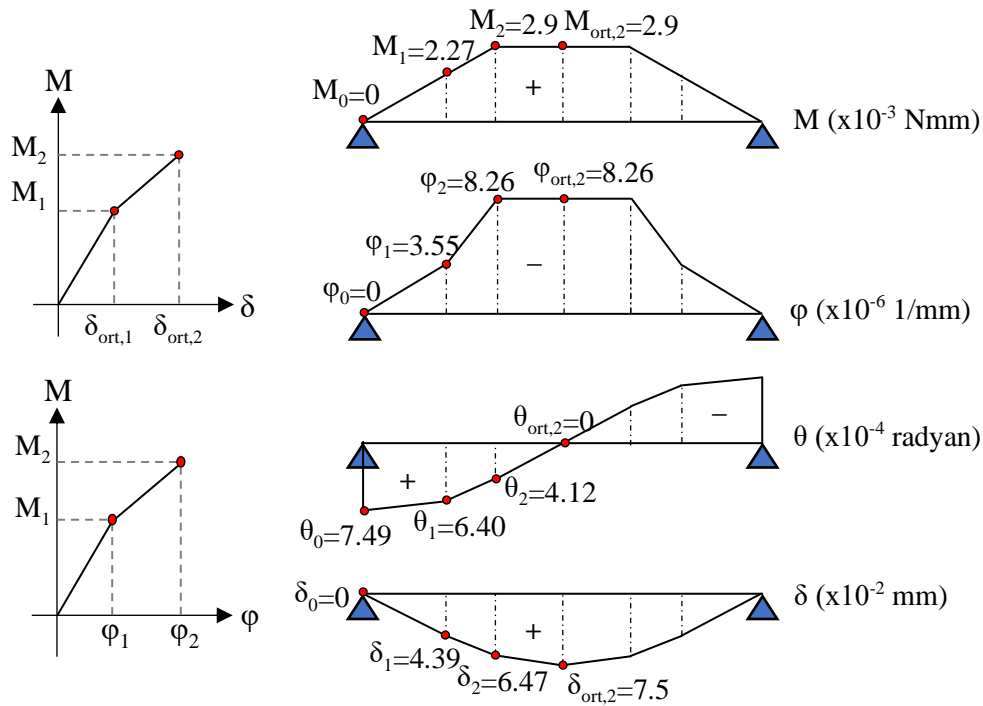 M
M₂
M₁
δort,1
δort,2
δ
M₀=0
M₁=2.27
M₂=2.9
Mort,2=2.9
+
M (x10⁻³ Nmm)
φ₀=0
φ₁=3.55
φ₂=8.26
φort,2=8.26
−
φ (x10⁻⁶ 1/mm)
M
M₂
M₁
φ₁
φ₂
φ
θort,2=0
−
+
θ₀=7.49
θ₁=6.40
θ₂=4.12
θ (x10⁻⁴ radyan)
δ₀=0
+
δ₁=4.39
δ₂=6.47
δort,2=7.5
δ (x10⁻² mm)